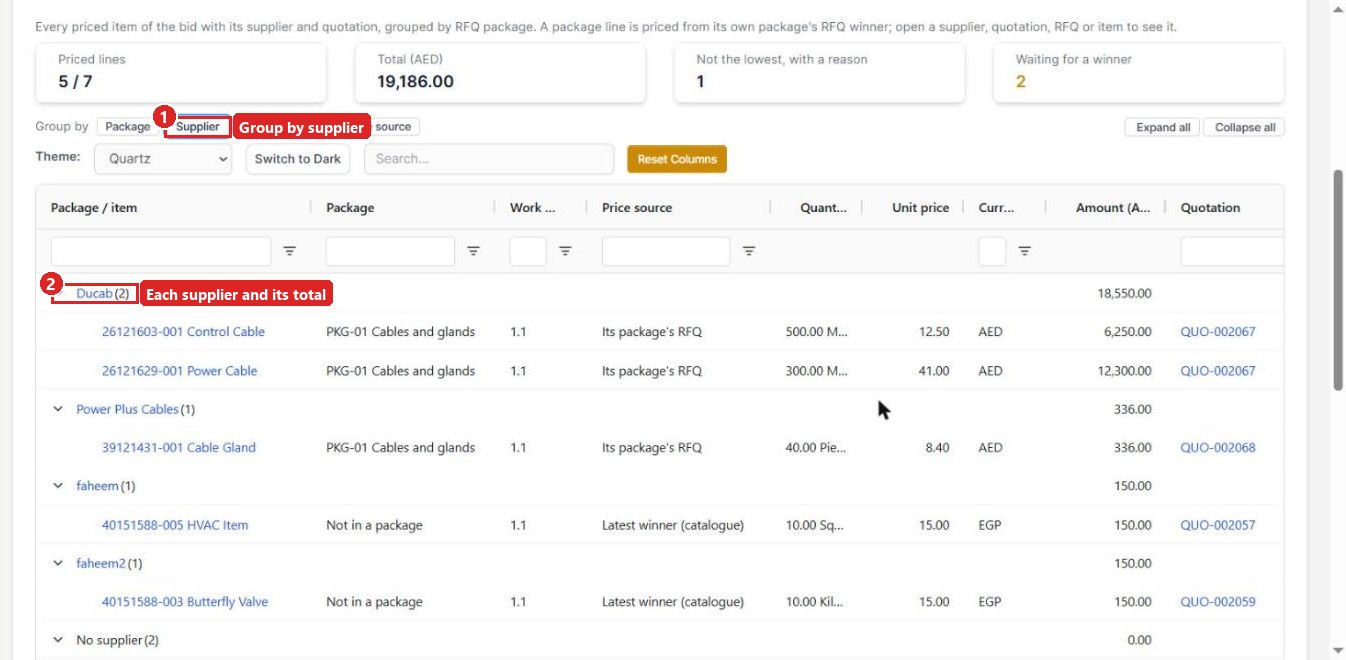 Every priced item of the bid with its supplier and quotation, grouped by RFQ package. A package line is priced from its own package's RFQ winner; open a supplier, quotation, RFQ or item to see it.
Priced lines Total (AED) Not the lowest, with a reason Waiting for a winner
5 / 7 19,186.00 1 2
1
Group by Package Supplier Group by supplier source Expand all Collapse all
Theme: Quartz Switch to Dark Search... Reset Columns
Package / item Package Work ... Price source Quant... Unit price Curr... Amount (A... Quotation
2
Ducab (2) Each supplier and its total 18,550.00
26121603-001 Control Cable PKG-01 Cables and glands 1.1 Its package's RFQ 500.00 M... 12.50 AED 6,250.00 QUO-002067
26121629-001 Power Cable PKG-01 Cables and glands 1.1 Its package's RFQ 300.00 M... 41.00 AED 12,300.00 QUO-002067
Power Plus Cables (1) 336.00
39121431-001 Cable Gland PKG-01 Cables and glands 1.1 Its package's RFQ 40.00 Pie... 8.40 AED 336.00 QUO-002068
faheem (1) 150.00
40151588-005 HVAC Item Not in a package 1.1 Latest winner (catalogue) 10.00 Sq... 15.00 EGP 150.00 QUO-002057
faheem2 (1) 150.00
40151588-003 Butterfly Valve Not in a package 1.1 Latest winner (catalogue) 10.00 Kil... 15.00 EGP 150.00 QUO-002059
No supplier (2) 0.00